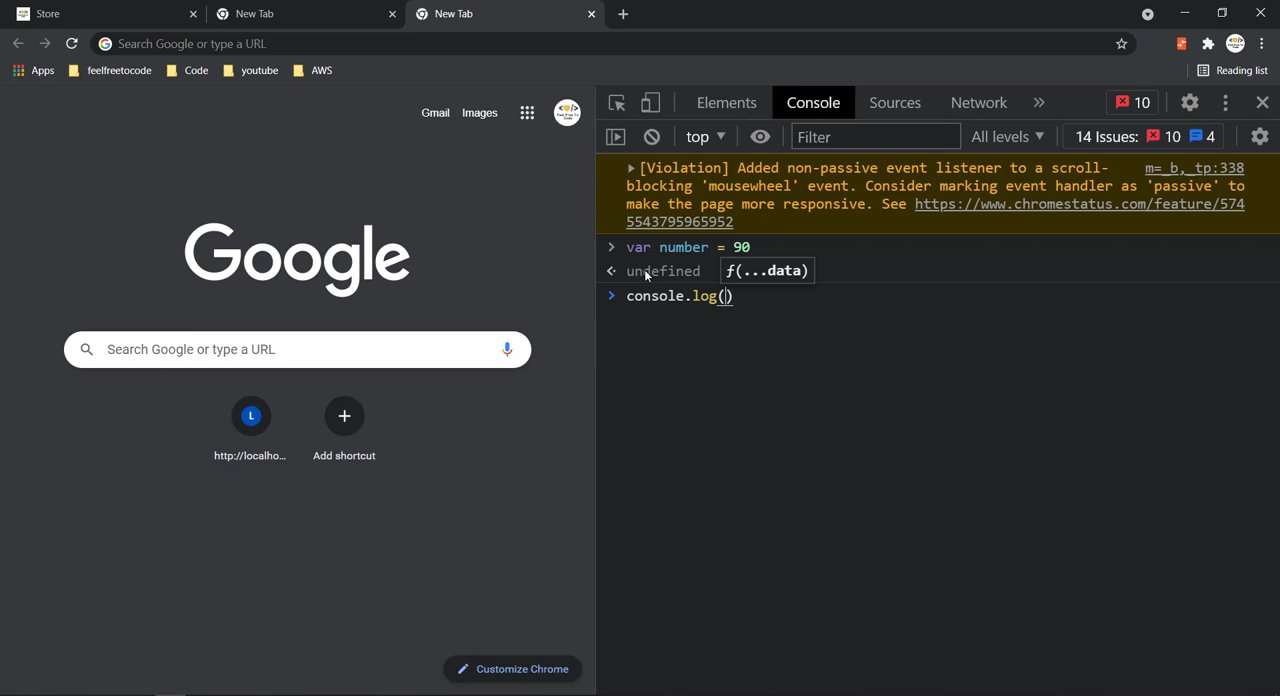 Store
New Tab
New Tab
Search Google or type a URL
Apps
feelfreetocode
Code
youtube
AWS
Reading list
Gmail
Images
Google
Search Google or type a URL
L
http://localho...
Add shortcut
Customize Chrome
Elements
Console
Sources
Network
10
top
Filter
All levels
14 Issues: 10 4
[Violation] Added non-passive event listener to a scroll- m=_b,_tp:338
blocking 'mousewheel' event. Consider marking event handler as 'passive' to
make the page more responsive. See https://www.chromestatus.com/feature/574
5543795965952
var number = 90
undefined
ƒ(...data)
console.log()